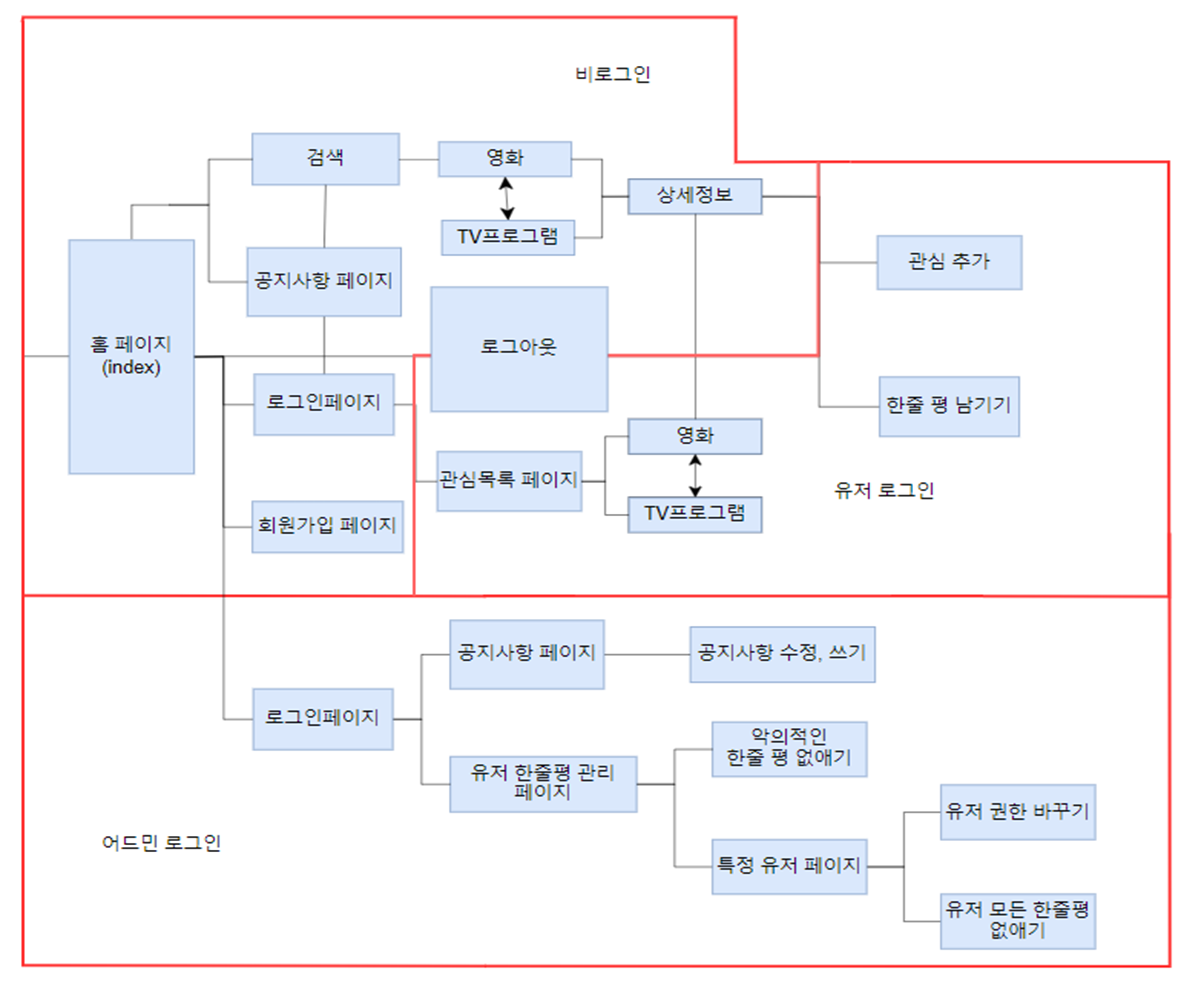 비로그인
검색
영화
TV프로그램
상세정보
공지사항 페이지
관심 추가
홈 페이지
(index)
로그아웃
로그인페이지
한줄 평 남기기
영화
관심목록 페이지
TV프로그램
유저 로그인
회원가입 페이지
공지사항 페이지
공지사항 수정, 쓰기
로그인페이지
악의적인
한줄 평 없애기
유저 한줄평 관리
페이지
유저 권한 바꾸기
어드민 로그인
특정 유저 페이지
유저 모든 한줄평
없애기